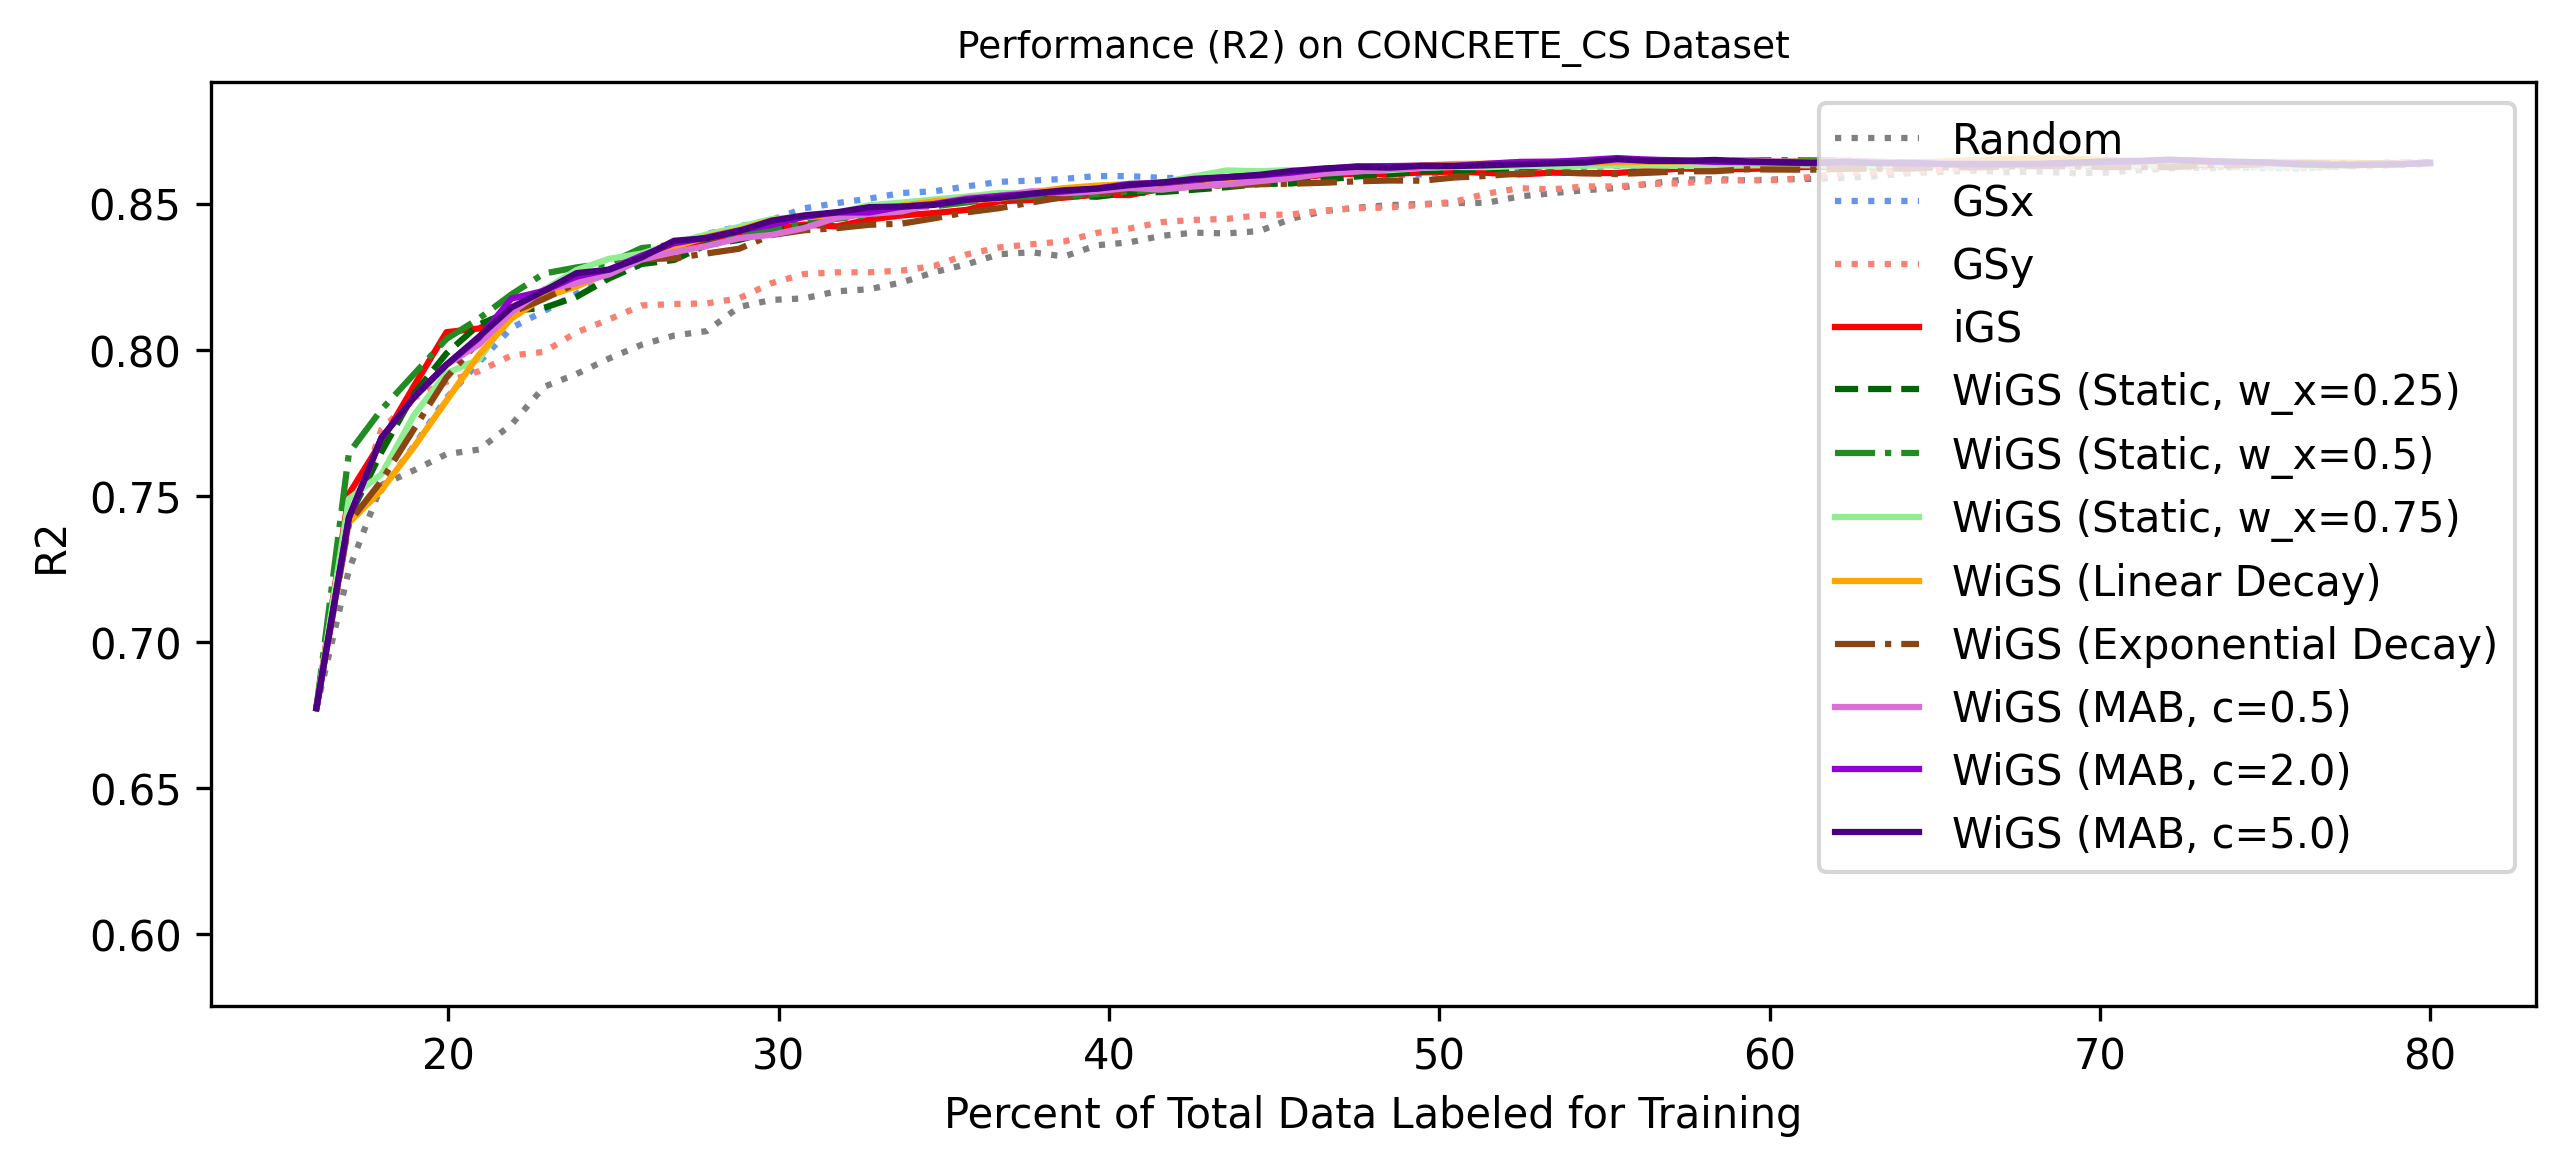 Performance (R2) on CONCRETE_CS Dataset
R2
0.85
0.80
0.75
0.70
0.65
0.60
20
30
40
50
60
70
80
Percent of Total Data Labeled for Training
Random
GSx
GSy
iGS
WiGS (Static, w_x=0.25)
WiGS (Static, w_x=0.5)
WiGS (Static, w_x=0.75)
WiGS (Linear Decay)
WiGS (Exponential Decay)
WiGS (MAB, c=0.5)
WiGS (MAB, c=2.0)
WiGS (MAB, c=5.0)